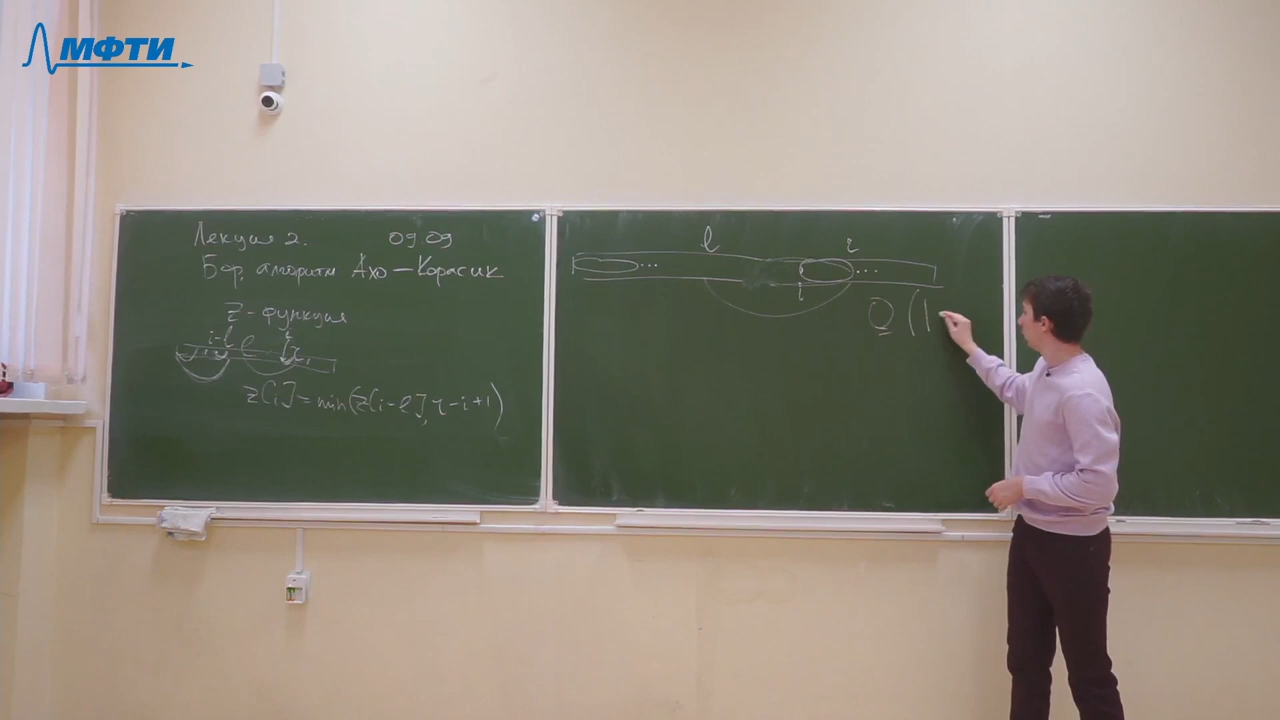 МФТИ
Лекция 2. 09.09
Бор, алгоритм Ахо-Корасик
z-функция
i-l l r
i
z[i]=min(z[i-l], r-i+1)
l r
... ...
i
O(1